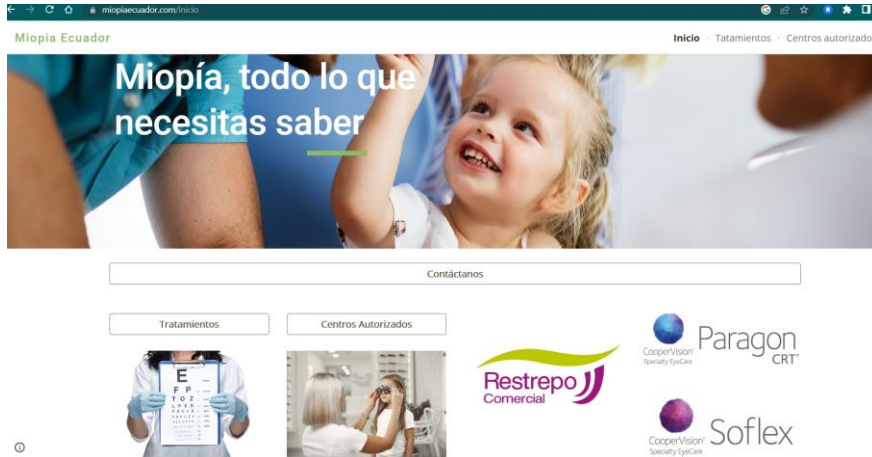 miopiaecuador.com/inicio
Miopia Ecuador
Inicio · Tatamientos · Centros autorizado
Miopía, todo lo que
necesitas saber
Contáctanos
Tratamientos
Centros Autorizados
E
F P
T O Z
L P E D
Restrepo
Comercial
CooperVision
Specialty EyeCare
Paragon
CRT
CooperVision
Specialty EyeCare
Soflex